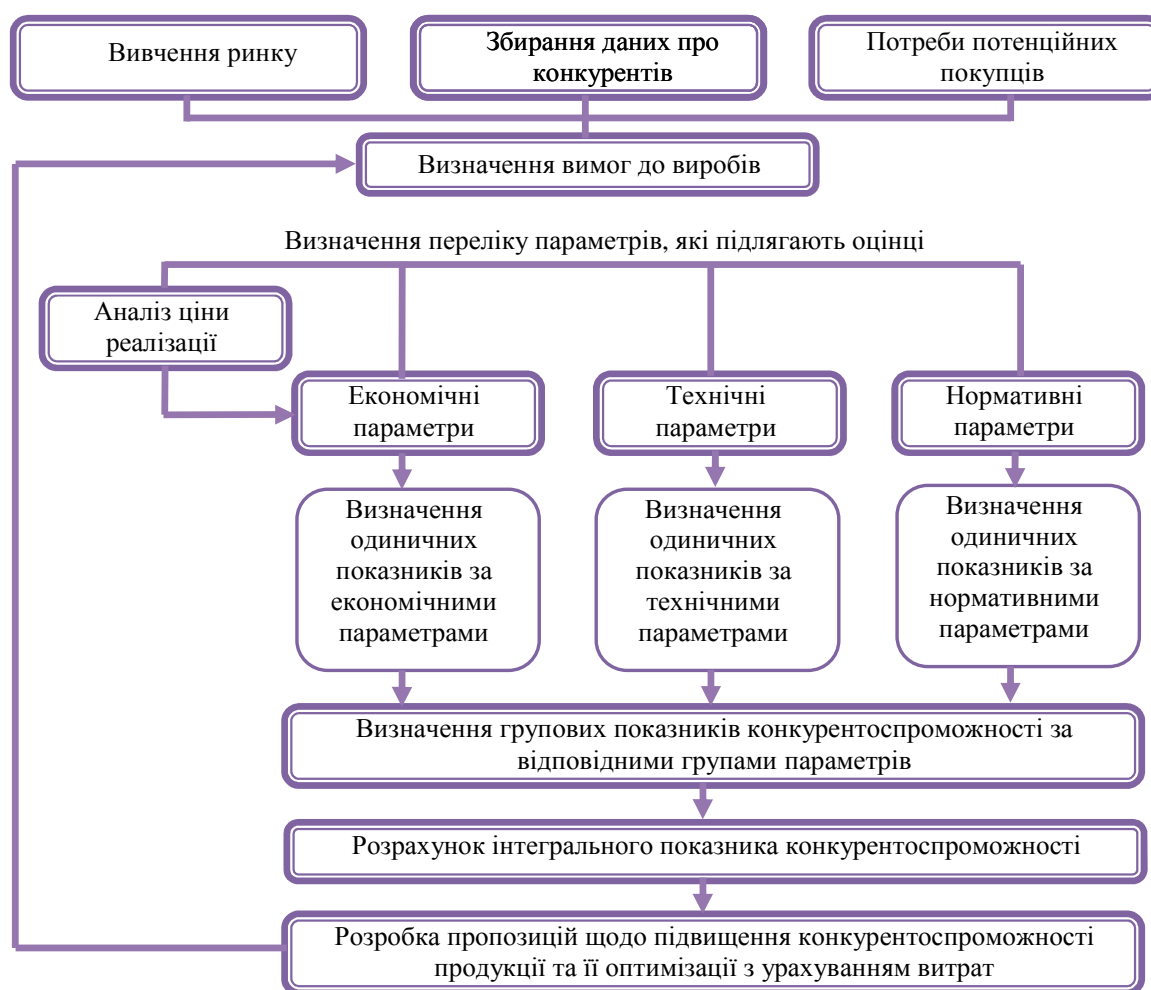 Вивчення ринку
Збирання даних про
конкурентів
Потреби потенційних
покупців
Визначення вимог до виробів
Визначення переліку параметрів, які підлягають оцінці
Аналіз ціни
реалізації
Економічні
параметри
Технічні
параметри
Нормативні
параметри
Визначення
одиничних
показників за
економічними
параметрами
Визначення
одиничних
показників за
технічними
параметрами
Визначення
одиничних
показників за
нормативними
параметрами
Визначення групових показників конкурентоспроможності за
відповідними групами параметрів
Розрахунок інтегрального показника конкурентоспроможності
Розробка пропозицій щодо підвищення конкурентоспроможності
продукції та її оптимізації з урахуванням витрат